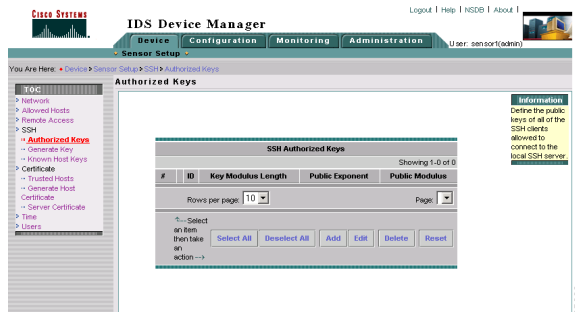 Cisco Systems
Logout | Help | NSDB | About |
IDS Device Manager
Device
Configuration
Monitoring
Administration
User: sensor1(admin)
Sensor Setup
You Are Here: Device > Sensor Setup > SSH > Authorized Keys
Authorized Keys
TOC
Network
Allowed Hosts
Remote Access
SSH
Authorized Keys
Generate Key
Known Host Keys
Certificate
Trusted Hosts
Generate Host
Certificate
Server Certificate
Time
Users
SSH Authorized Keys
Showing 1-0 of 0
# ID Key Modulus Length Public Exponent Public Modulus
Rows per page: 10 Page:
Select
an item
then take
an
action-->
Select All Deselect All Add Edit Delete Reset
Information
Define the public
keys of all of the
SSH clients
allowed to
connect to the
local SSH server.